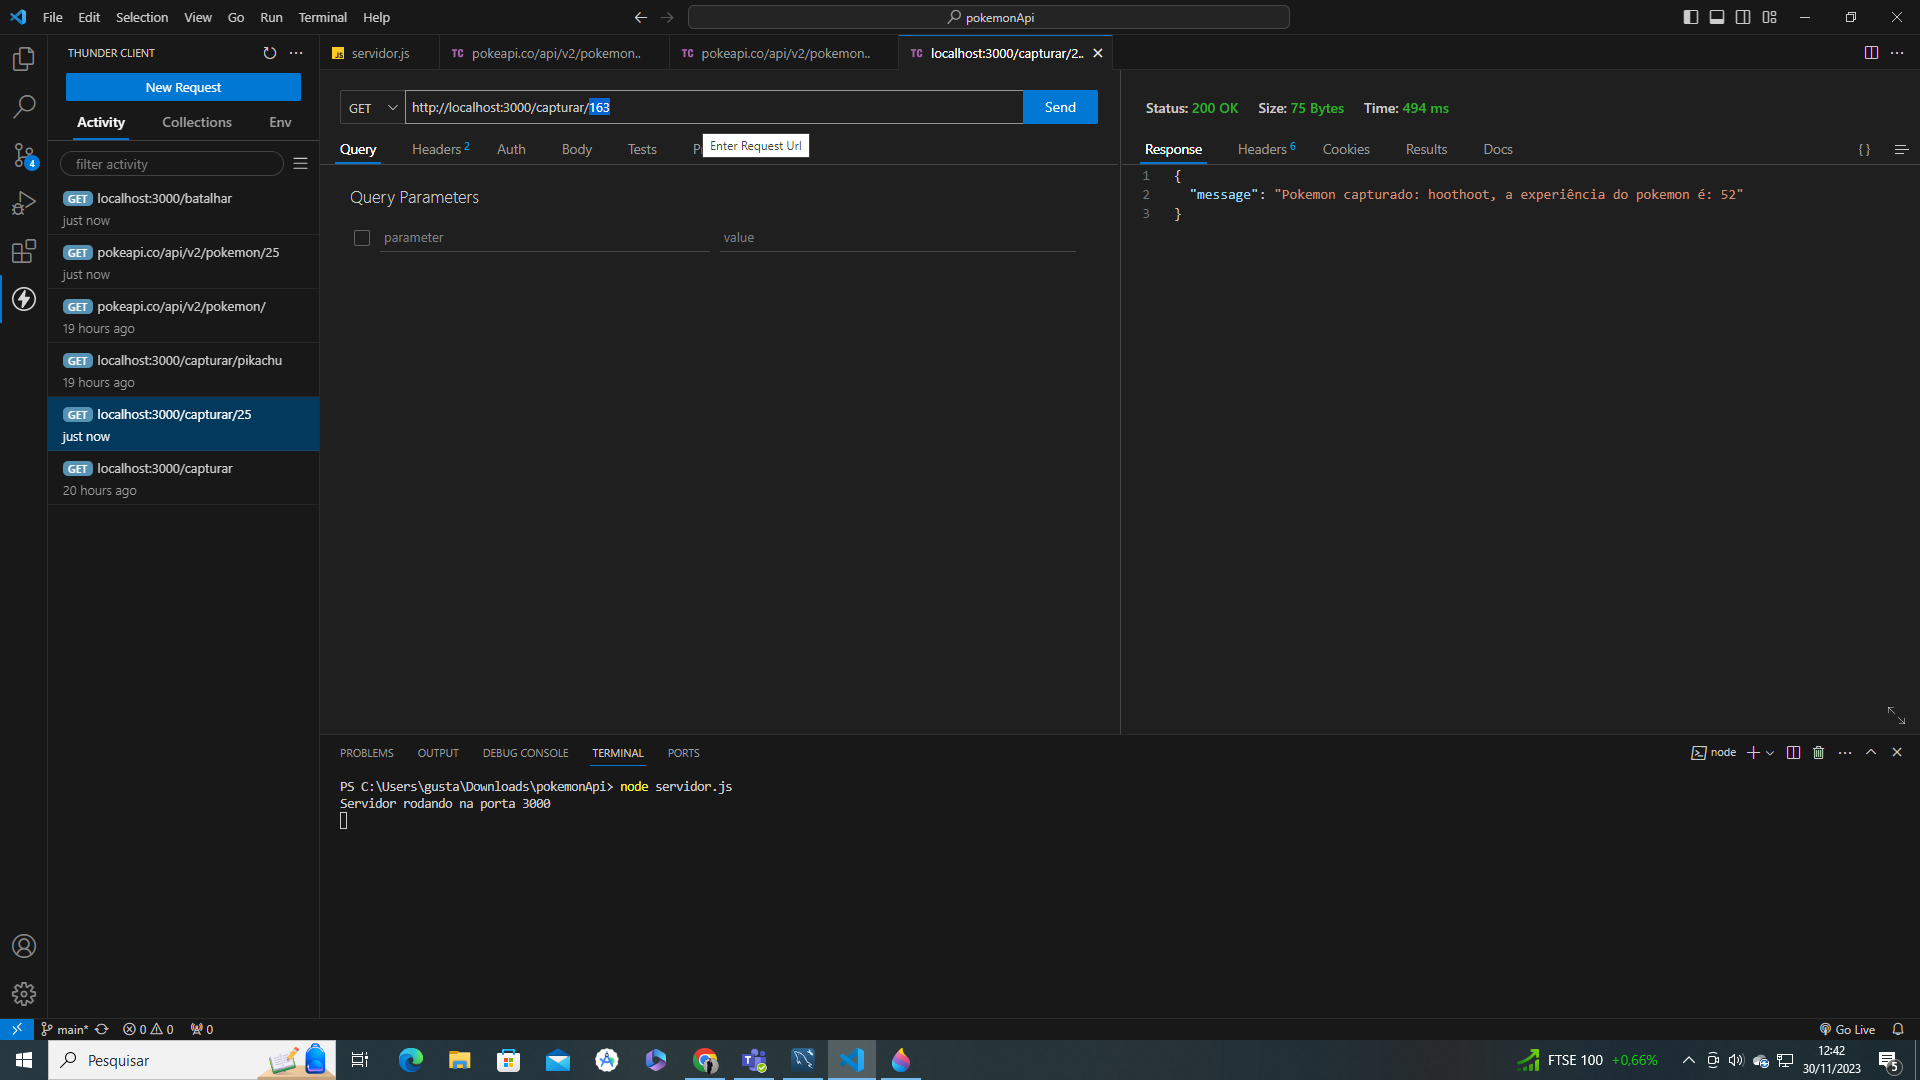 File Edit Selection View Go Run Terminal Help
pokemonApi
THUNDER CLIENT
New Request
Activity Collections Env
filter activity
GET localhost:3000/batalhar
just now
GET pokeapi.co/api/v2/pokemon/25
just now
GET pokeapi.co/api/v2/pokemon/
19 hours ago
GET localhost:3000/capturar/pikachu
19 hours ago
GET localhost:3000/capturar/25
just now
GET localhost:3000/capturar
20 hours ago
4
JS servidor.js
TC pokeapi.co/api/v2/pokemon..
TC pokeapi.co/api/v2/pokemon..
TC localhost:3000/capturar/2..
GET http://localhost:3000/capturar/163 Send
Enter Request Url
Query Headers 2 Auth Body Tests P
Query Parameters
parameter value
Status: 200 OK Size: 75 Bytes Time: 494 ms
Response Headers 6 Cookies Results Docs { }
1 {
2 "message": "Pokemon capturado: hoothoot, a experiência do pokemon é: 52"
3 }
PROBLEMS OUTPUT DEBUG CONSOLE TERMINAL PORTS
node
PS C:\Users\gusta\Downloads\pokemonApi> node servidor.js
Servidor rodando na porta 3000
main* 0 0 0
Go Live
Pesquisar
FTSE 100 +0,66%
12:42
30/11/2023
5